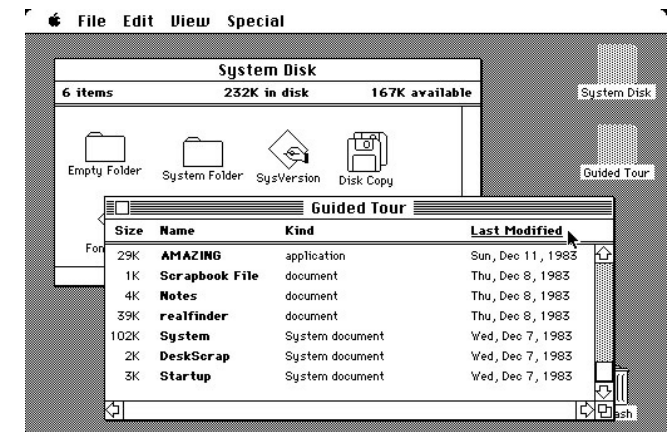 File Edit View Special
System Disk
6 items 232K in disk 167K available
Empty Folder System Folder SysVersion Disk Copy
System Disk
Guided Tour
Guided Tour
Size Name Kind Last Modified
29K AMAZING application Sun, Dec 11, 1983
1K Scrapbook File document Thu, Dec 8, 1983
4K Notes document Thu, Dec 8, 1983
39K realfinder document Thu, Dec 8, 1983
102K System System document Wed, Dec 7, 1983
2K DeskScrap System document Wed, Dec 7, 1983
3K Startup System document Wed, Dec 7, 1983